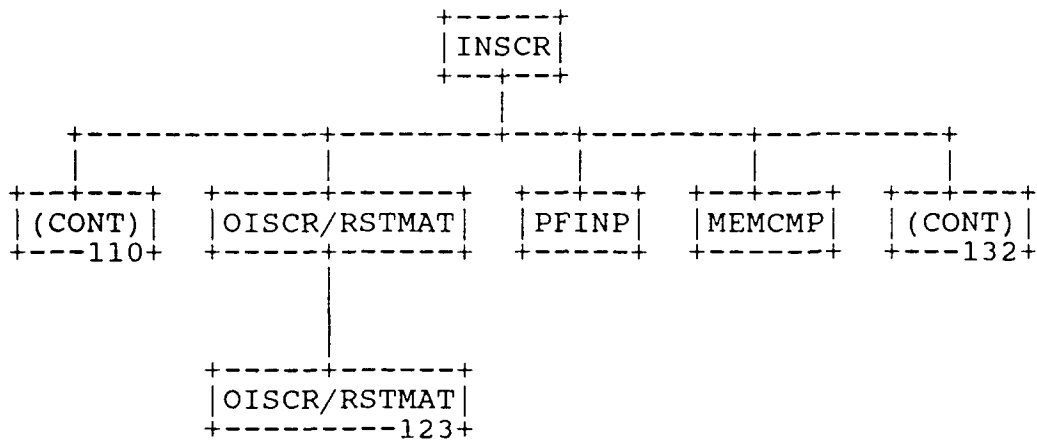 INSCR
(CONT) OISCR/RSTMAT PFINP MEMCMP (CONT)
110 132
OISCR/RSTMAT
123